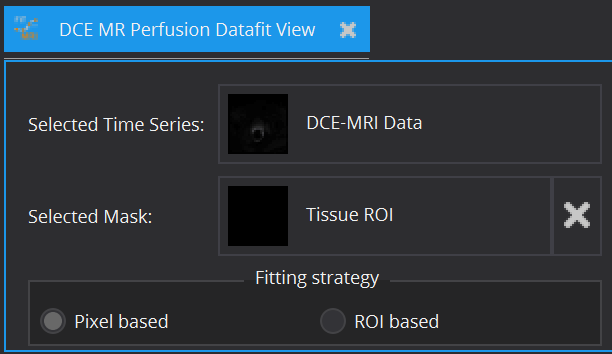 DCE MR Perfusion Datafit View
Selected Time Series: DCE-MRI Data
Selected Mask: Tissue ROI
Fitting strategy
Pixel based ROI based